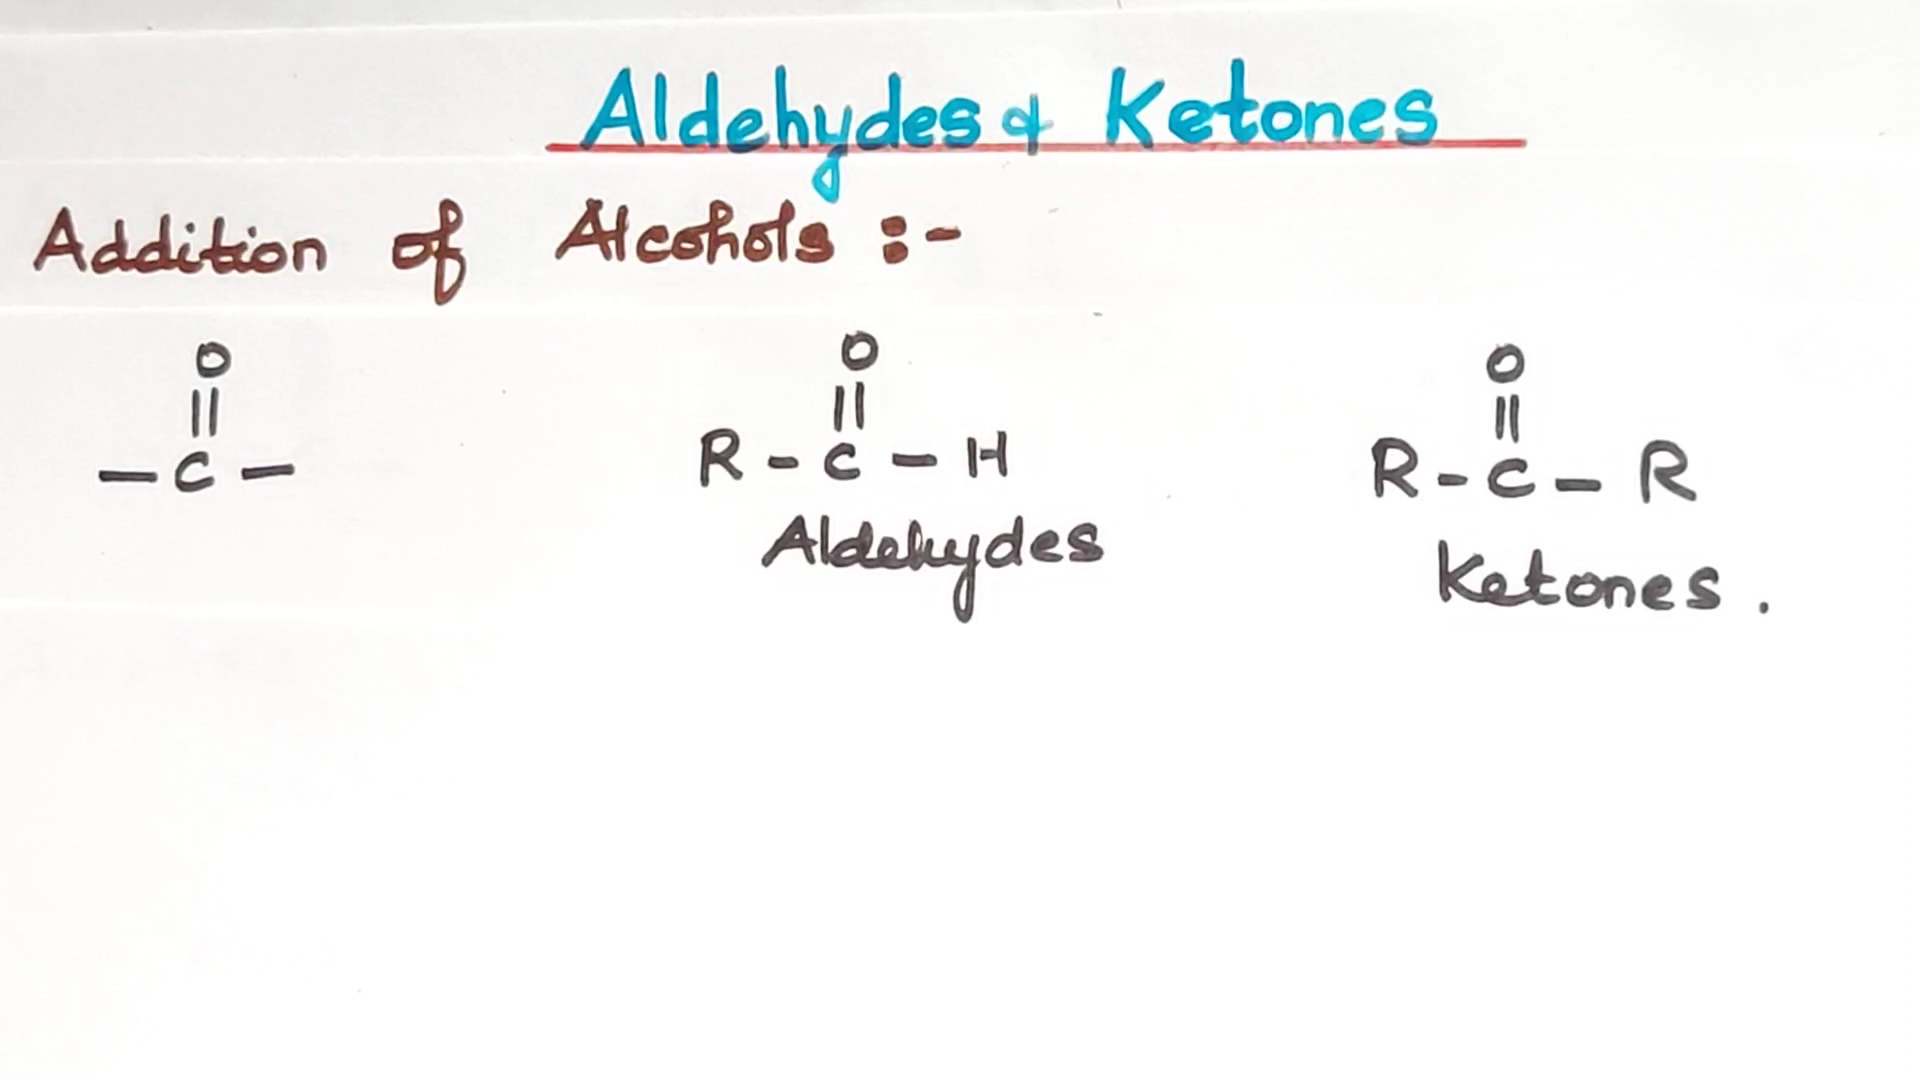 Aldehydes & Ketones
Addition of Alcohols :-
O O O
|| || ||
– C – R – C – H R – C – R
Aldehydes Ketones.